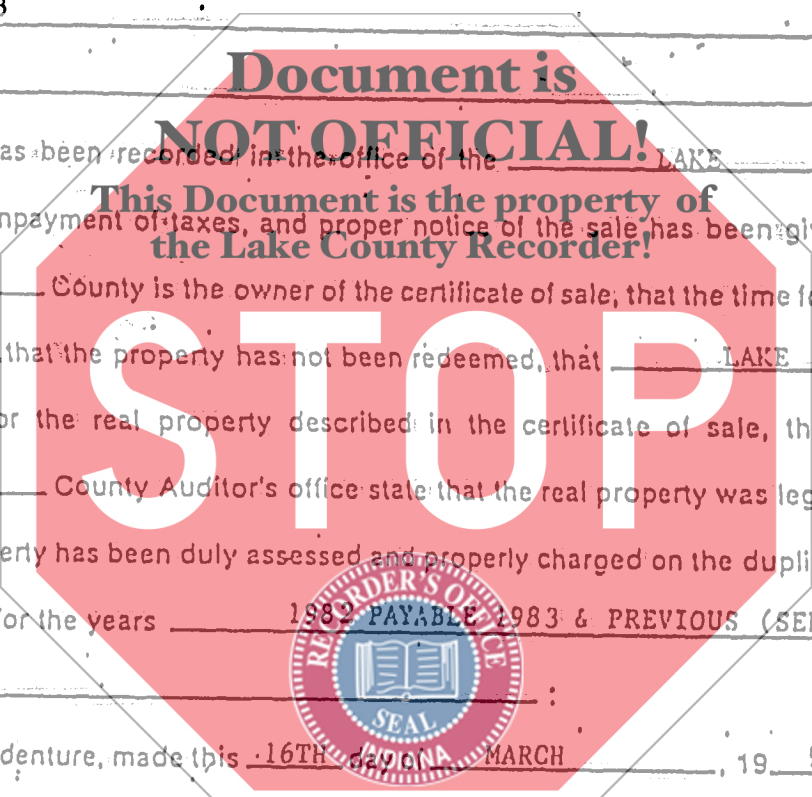 Document is
NOT OFFICIAL!
as been recorded in the office of the LAKE
This Document is the property of
payment of taxes, and proper notice of the sale has been
the Lake County Recorder!
County is the owner of the certificate of sale, that the time
that the property has not been redeemed, that LAKE
or the real property described in the certificate of sale, th
STOP
County Auditor's office state that the real property was leg
erty has been duly assessed and properly charged on the dupli
for the years 1982 PAYABLE 1983 & PREVIOUS (SE
RECORDER'S OFFICE
SEAL
INDIANA
:
denture, made this 16TH day of MARCH, 19